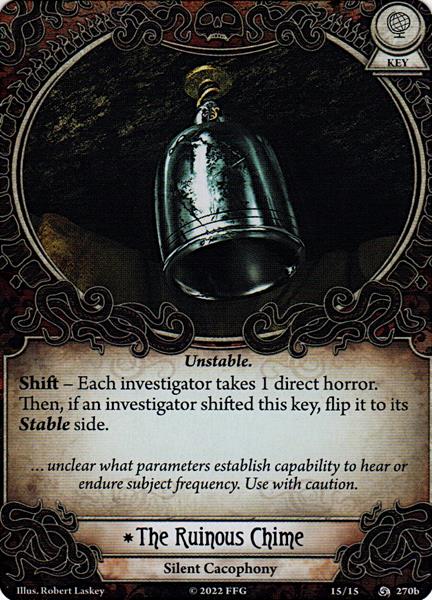 KEY
Unstable.
Shift – Each investigator takes 1 direct horror.
Then, if an investigator shifted this key, flip it to its
Stable side.
... unclear what parameters establish capability to hear or
endure subject frequency. Use with caution.
✷The Ruinous Chime
Silent Cacophony
Illus. Robert Laskey © 2022 FFG 15/15 270b